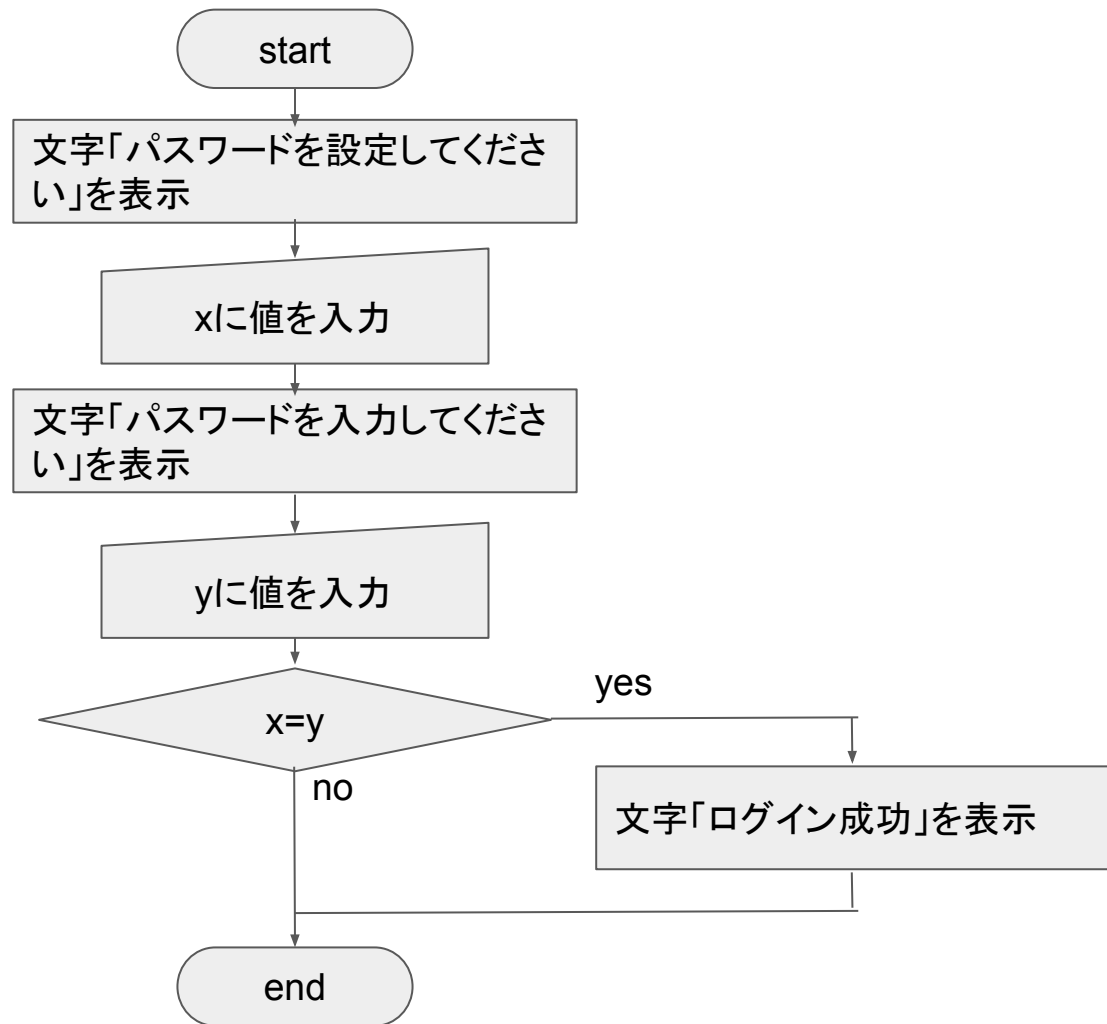 start
文字「パスワードを設定してくださ
い」を表示
xに値を入力
文字「パスワードを入力してくださ
い」を表示
yに値を入力
x=y
yes
no
文字「ログイン成功」を表示
end